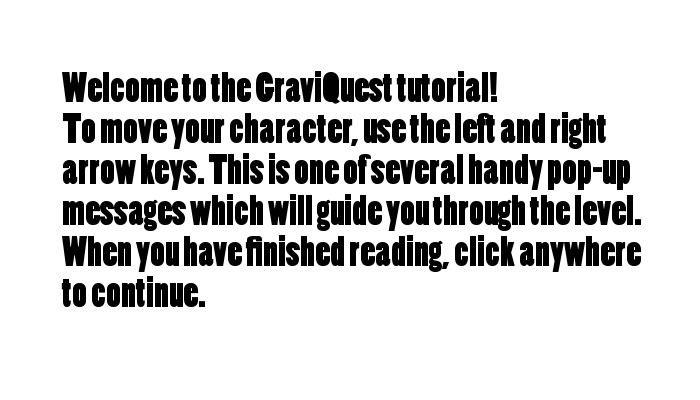 Welcome to the GraviQuest tutorial!
To move your character, use the left and right
arrow keys. This is one of several handy pop-up
messages which will guide you through the level.
When you have finished reading, click anywhere
to continue.